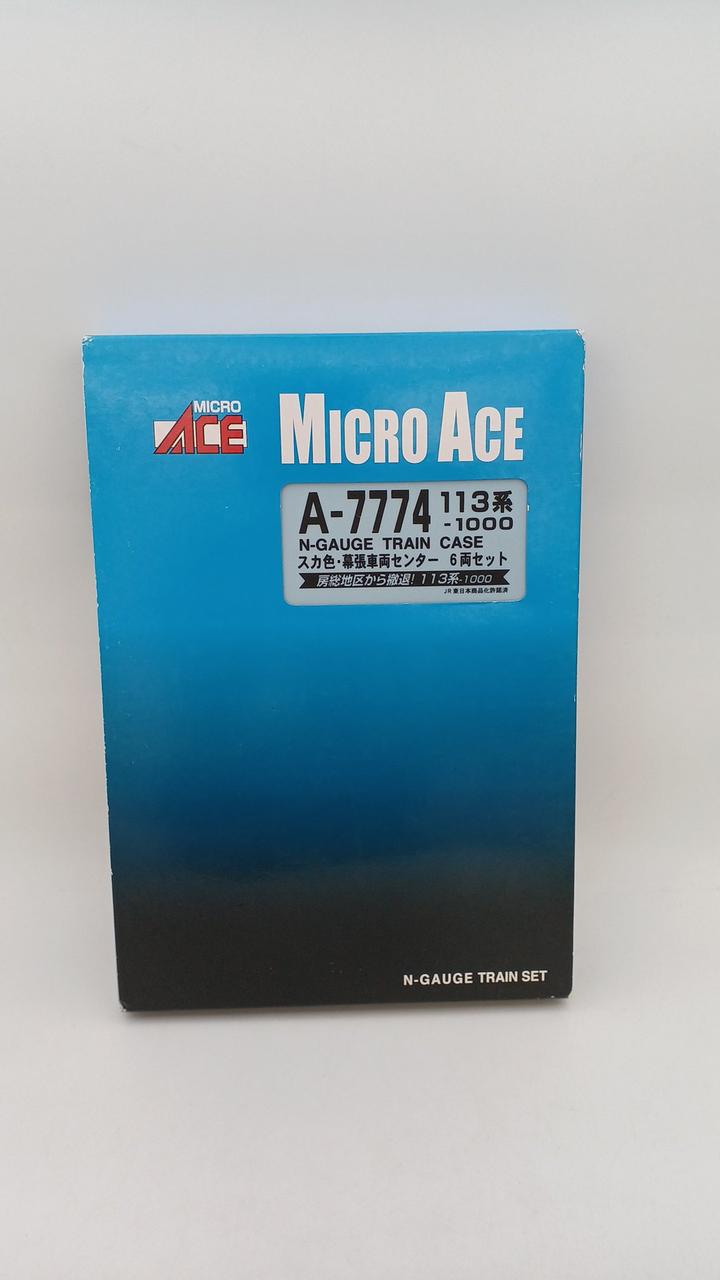 MICRO
ACE
MICRO ACE
A-7774 113系
-1000
N-GAUGE TRAIN CASE
スカ色・幕張車両センター 6両セット
房総地区から撤退! 113系-1000
JR東日本商品化許諾済
N-GAUGE TRAIN SET